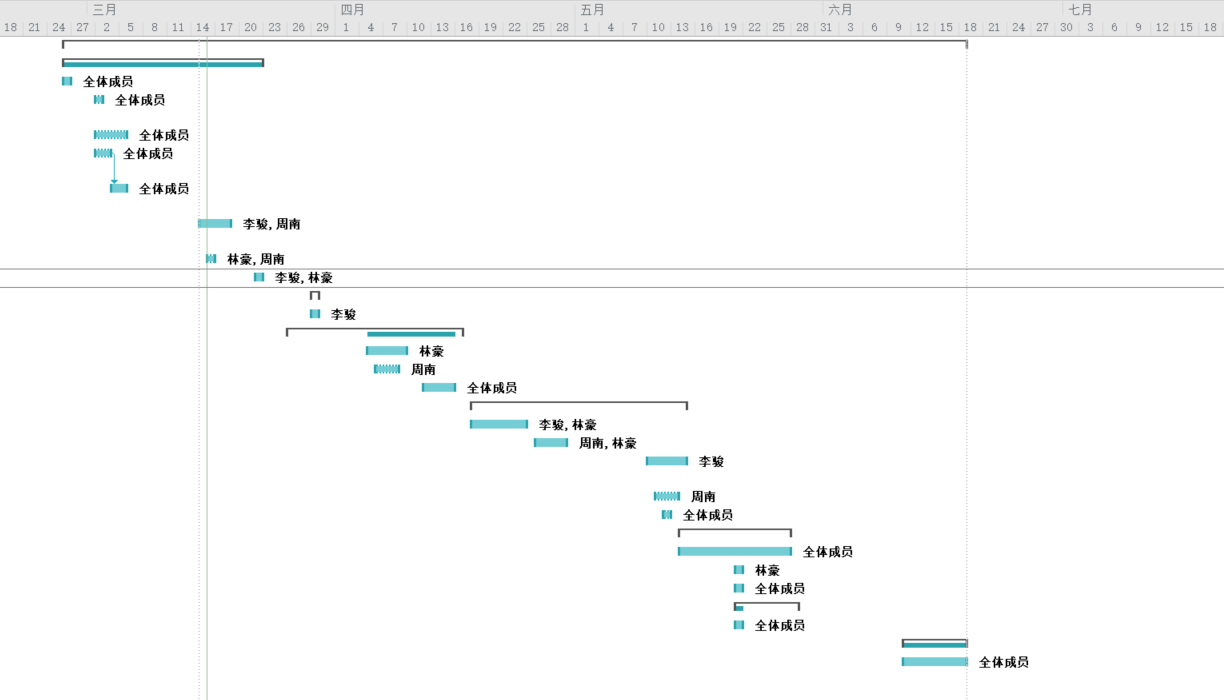 三月 四月 五月 六月 七月
18 21 24 27 2 5 8 11 14 17 20 23 26 29 1 4 7 10 13 16 19 22 25 28 1 4 7 10 13 16 19 22 25 28 31 3 6 9 12 15 18 21 24 27 30 3 6 9 12 15 18
全体成员
全体成员
全体成员
全体成员
全体成员
李骏, 周南
林豪, 周南
李骏, 林豪
李骏
林豪
周南
全体成员
李骏, 林豪
周南, 林豪
李骏
周南
全体成员
全体成员
林豪
全体成员
全体成员
全体成员